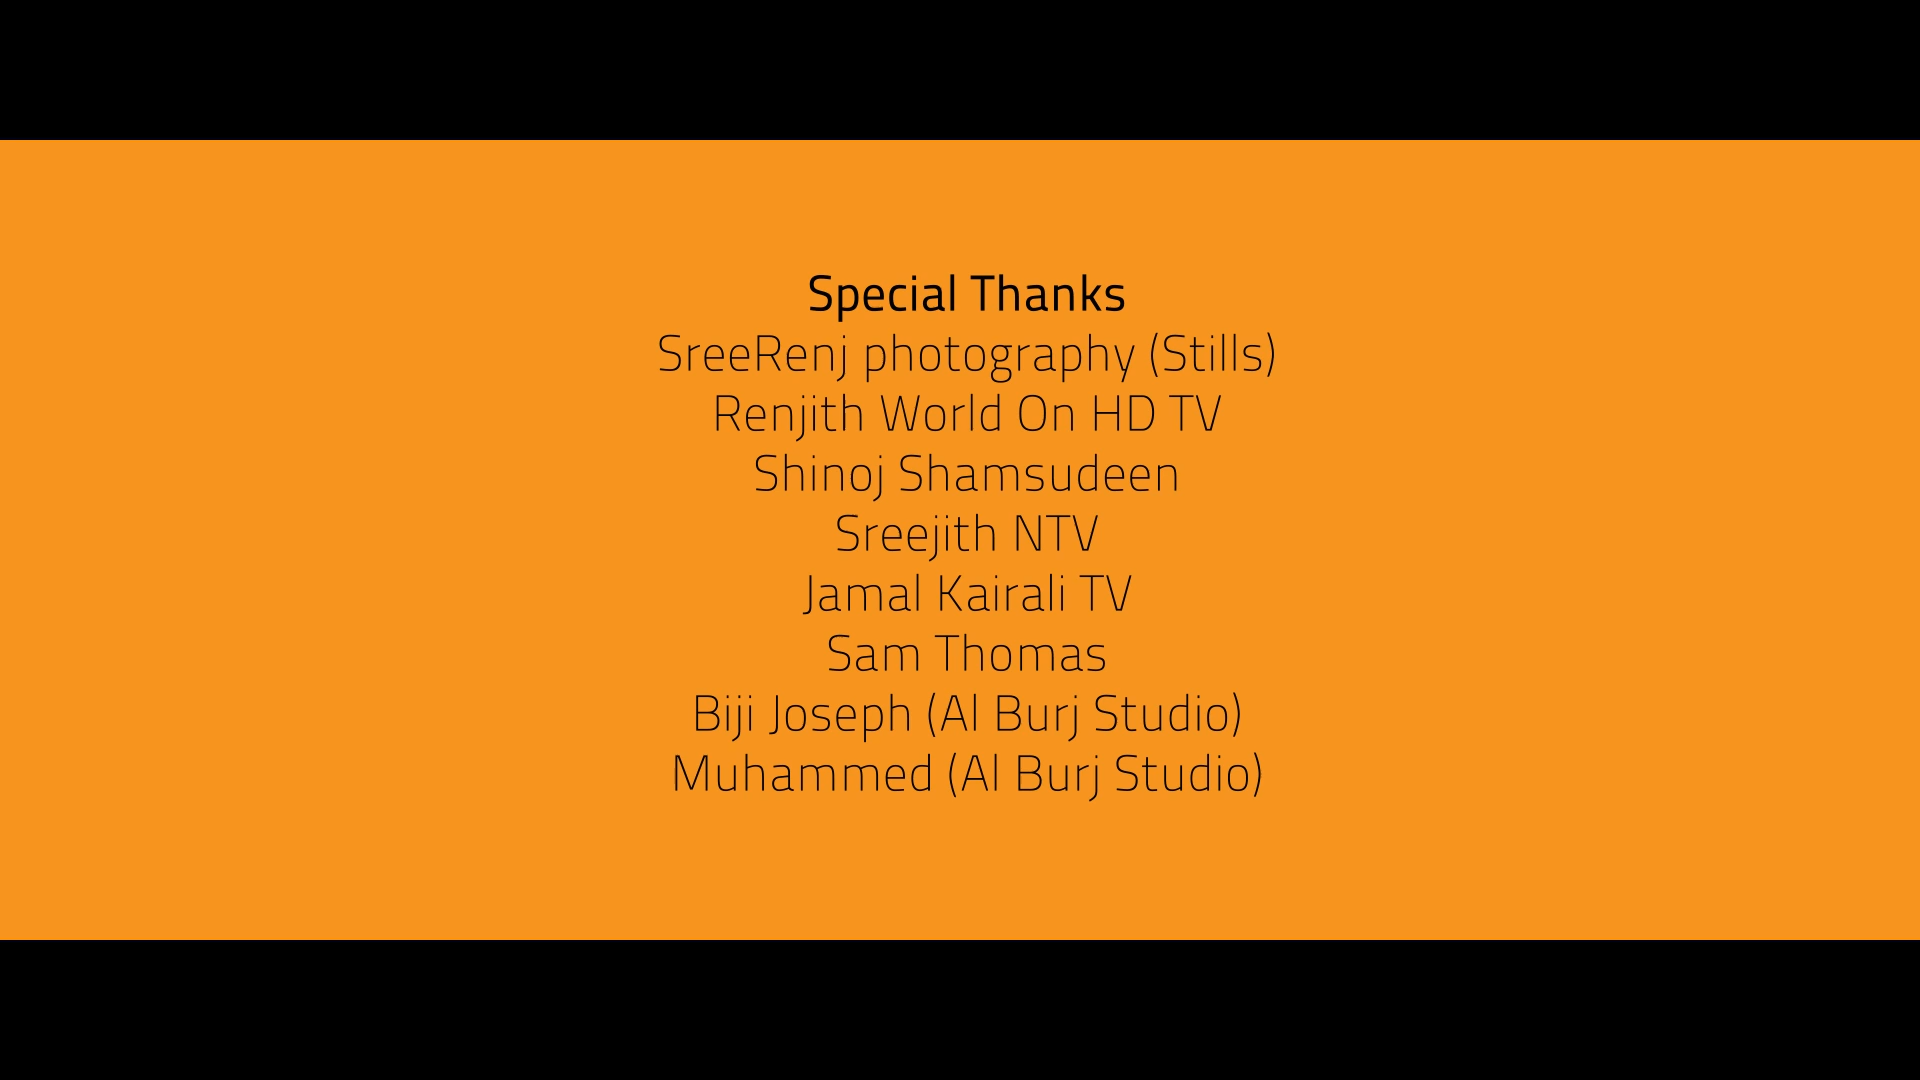 Special Thanks
SreeRenj photography (Stills)
Renjith World On HD TV
Shinoj Shamsudeen
Sreejith NTV
Jamal Kairali TV
Sam Thomas
Biji Joseph (Al Burj Studio)
Muhammed (Al Burj Studio)